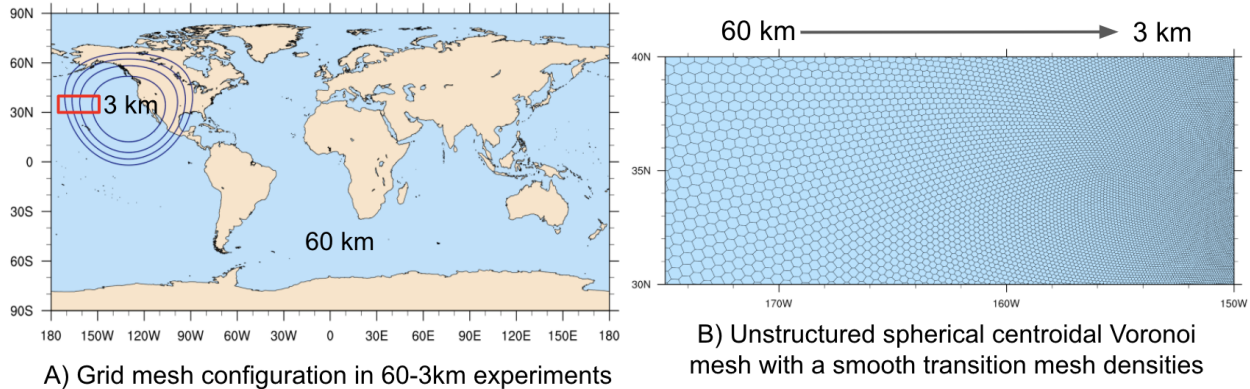 90N
60N
30N
0
30S
60S
90S
180
150W
120W
90W
60W
30W
0
30E
60E
90E
120E
150E
180
3 km
60 km
A) Grid mesh configuration in 60-3km experiments
60 km
3 km
40N
35N
30N
170W
160W
150W
B) Unstructured spherical centroidal Voronoi
mesh with a smooth transition mesh densities